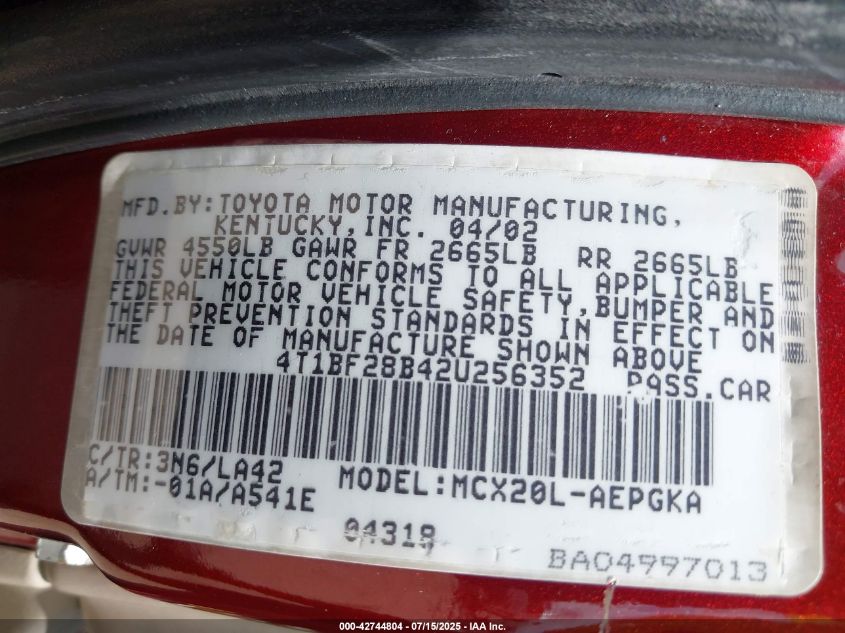 MFD.BY:TOYOTA MOTOR MANUFACTURING,
KENTUCKY,INC. 04/02
GVWR 4550LB GAWR FR 2665LB RR 2665LB
THIS VEHICLE CONFORMS TO ALL APPLICABLE
FEDERAL MOTOR VEHICLE SAFETY,BUMPER AND
THEFT PREVENTION STANDARDS IN EFFECT ON
THE DATE OF MANUFACTURE SHOWN ABOVE
4T1BF28B42U256352 PASS.CAR
C/TR:3N6/LA42
A/TM:-01A/A541E
MODEL:MCX20L-AEPGKA
04318
BA04997013
000-42744804 - 07/15/2025 - IAA Inc.